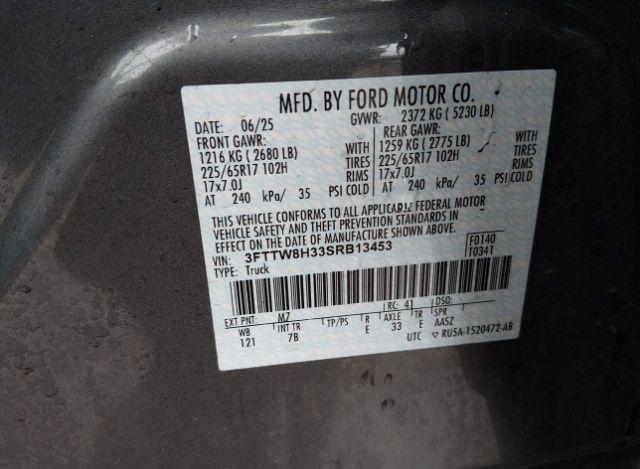 MFD. BY FORD MOTOR CO.
DATE: 06/25 GVWR: 2372 KG ( 5230 LB)
FRONT GAWR: REAR GAWR:
1216 KG ( 2680 LB) WITH 1259 KG ( 2775 LB) WITH
225/65R17 102H TIRES 225/65R17 102H TIRES
17x7.0J RIMS 17x7.0J RIMS
AT 240 kPa/ 35 PSI COLD AT 240 kPa/ 35 PSI COLD
THIS VEHICLE CONFORMS TO ALL APPLICABLE FEDERAL MOTOR
VEHICLE SAFETY AND THEFT PREVENTION STANDARDS IN
EFFECT ON THE DATE OF MANUFACTURE SHOWN ABOVE.
VIN: 3FTTW8H33SRB13453 F0140
TYPE: Truck T0341
EXT PNT: M7 RC: 41 DSO:
WB INT TR TP/PS R AXLE TR SPR
121 7B E 33 E AASZ
UTC ▽ RU5A-1520472-AB